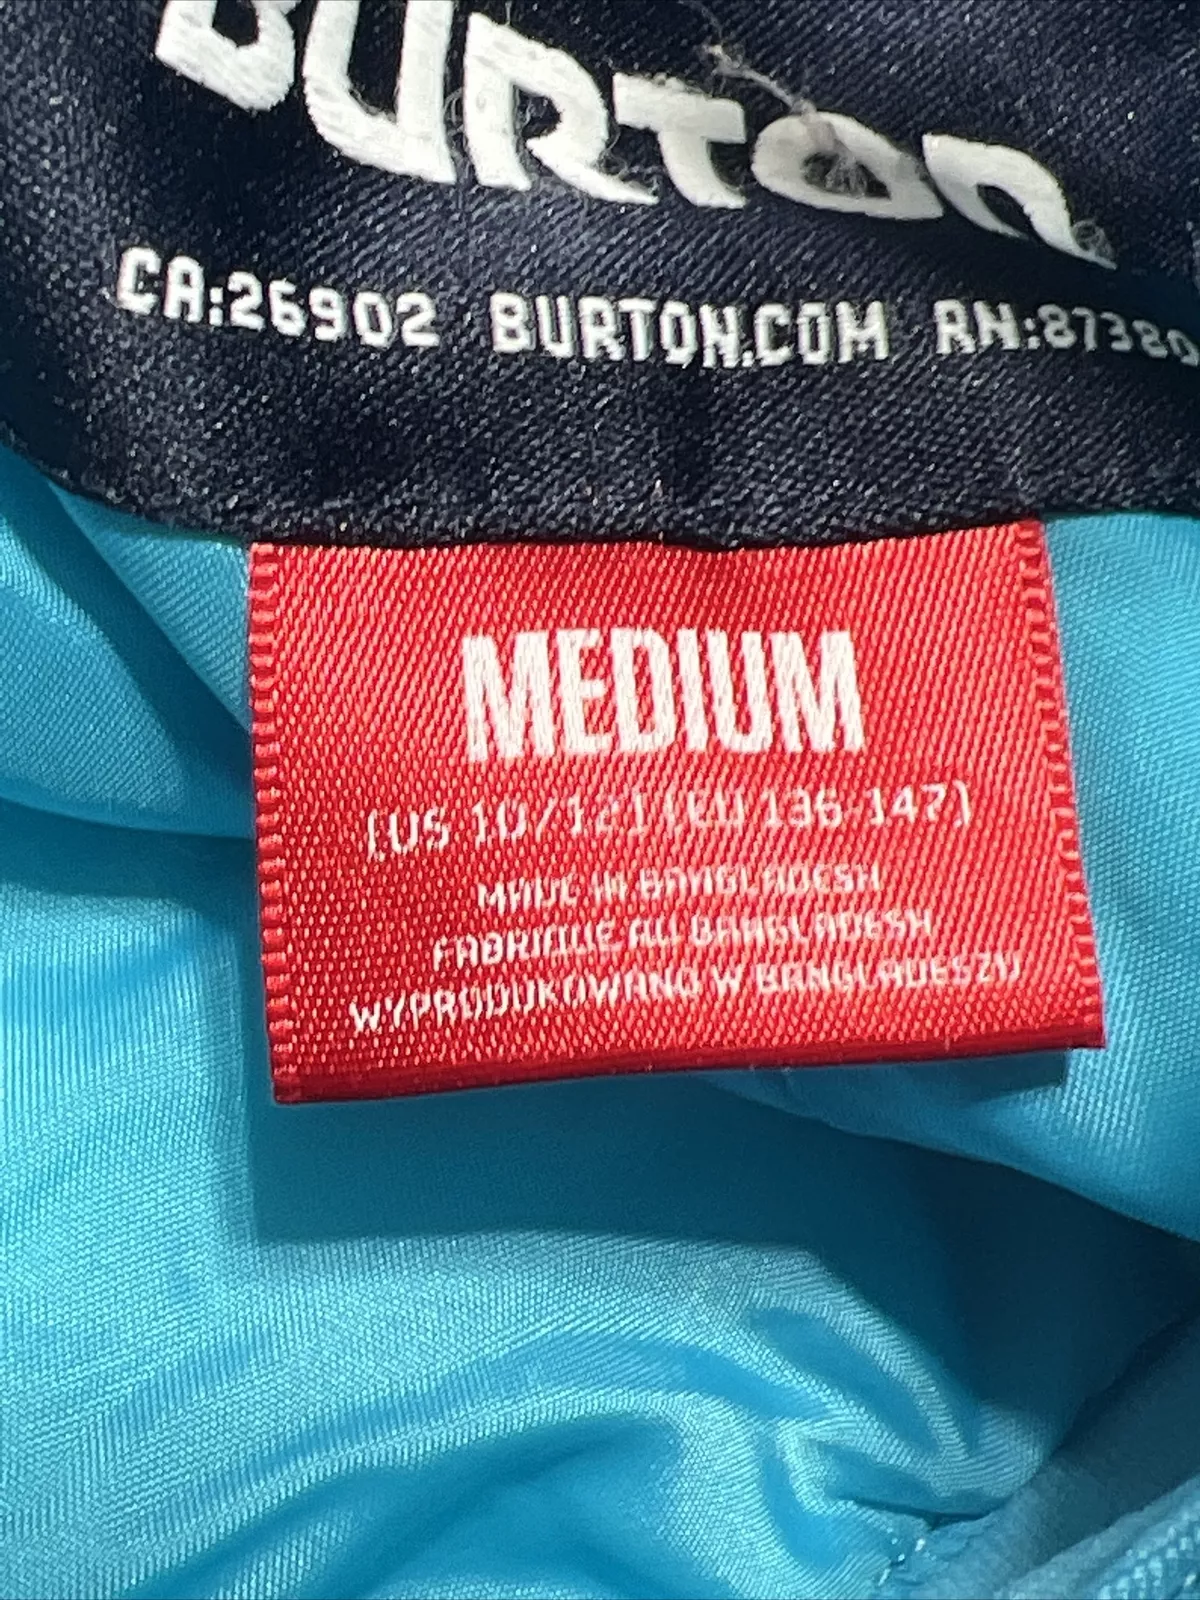 BURTON
CA:26902 BURTON.COM RN:87380
MEDIUM
(US 10/12) (EU 136-147)
MADE IN BANGLADESH
FABRIQUE AU BANGLADESH
WYPRODUKOWANO W BANGLADESZU